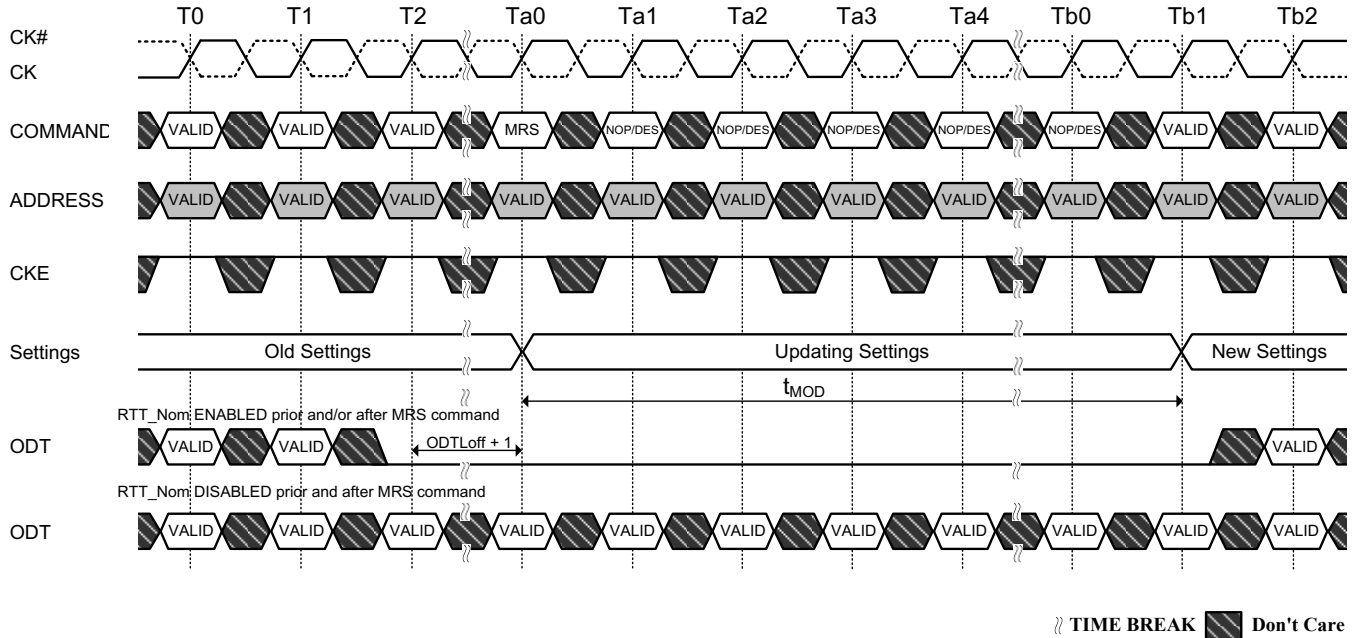 T0 T1 T2 Ta0 Ta1 Ta2 Ta3 Ta4 Tb0 Tb1 Tb2
CK#
CK
COMMAND VALID VALID VALID MRS NOP/DES NOP/DES NOP/DES NOP/DES NOP/DES VALID VALID
ADDRESS VALID VALID VALID VALID VALID VALID VALID VALID VALID VALID VALID
CKE
Settings Old Settings Updating Settings New Settings
tMOD
RTT_Nom ENABLED prior and/or after MRS command
ODT VALID VALID ODTLoff + 1 VALID
RTT_Nom DISABLED prior and after MRS command
ODT VALID VALID VALID VALID VALID VALID VALID VALID VALID VALID VALID
TIME BREAK Don't Care